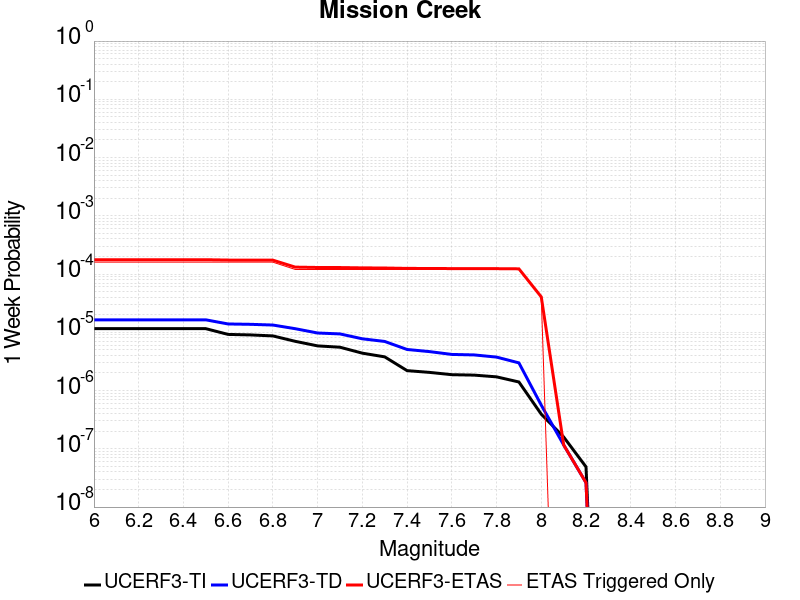 Mission Creek
1 Week Probability
10^0
10^-1
10^-2
10^-3
10^-4
10^-5
10^-6
10^-7
10^-8
6 6.2 6.4 6.6 6.8 7 7.2 7.4 7.6 7.8 8 8.2 8.4 8.6 8.8 9
Magnitude
UCERF3-TI UCERF3-TD UCERF3-ETAS ETAS Triggered Only